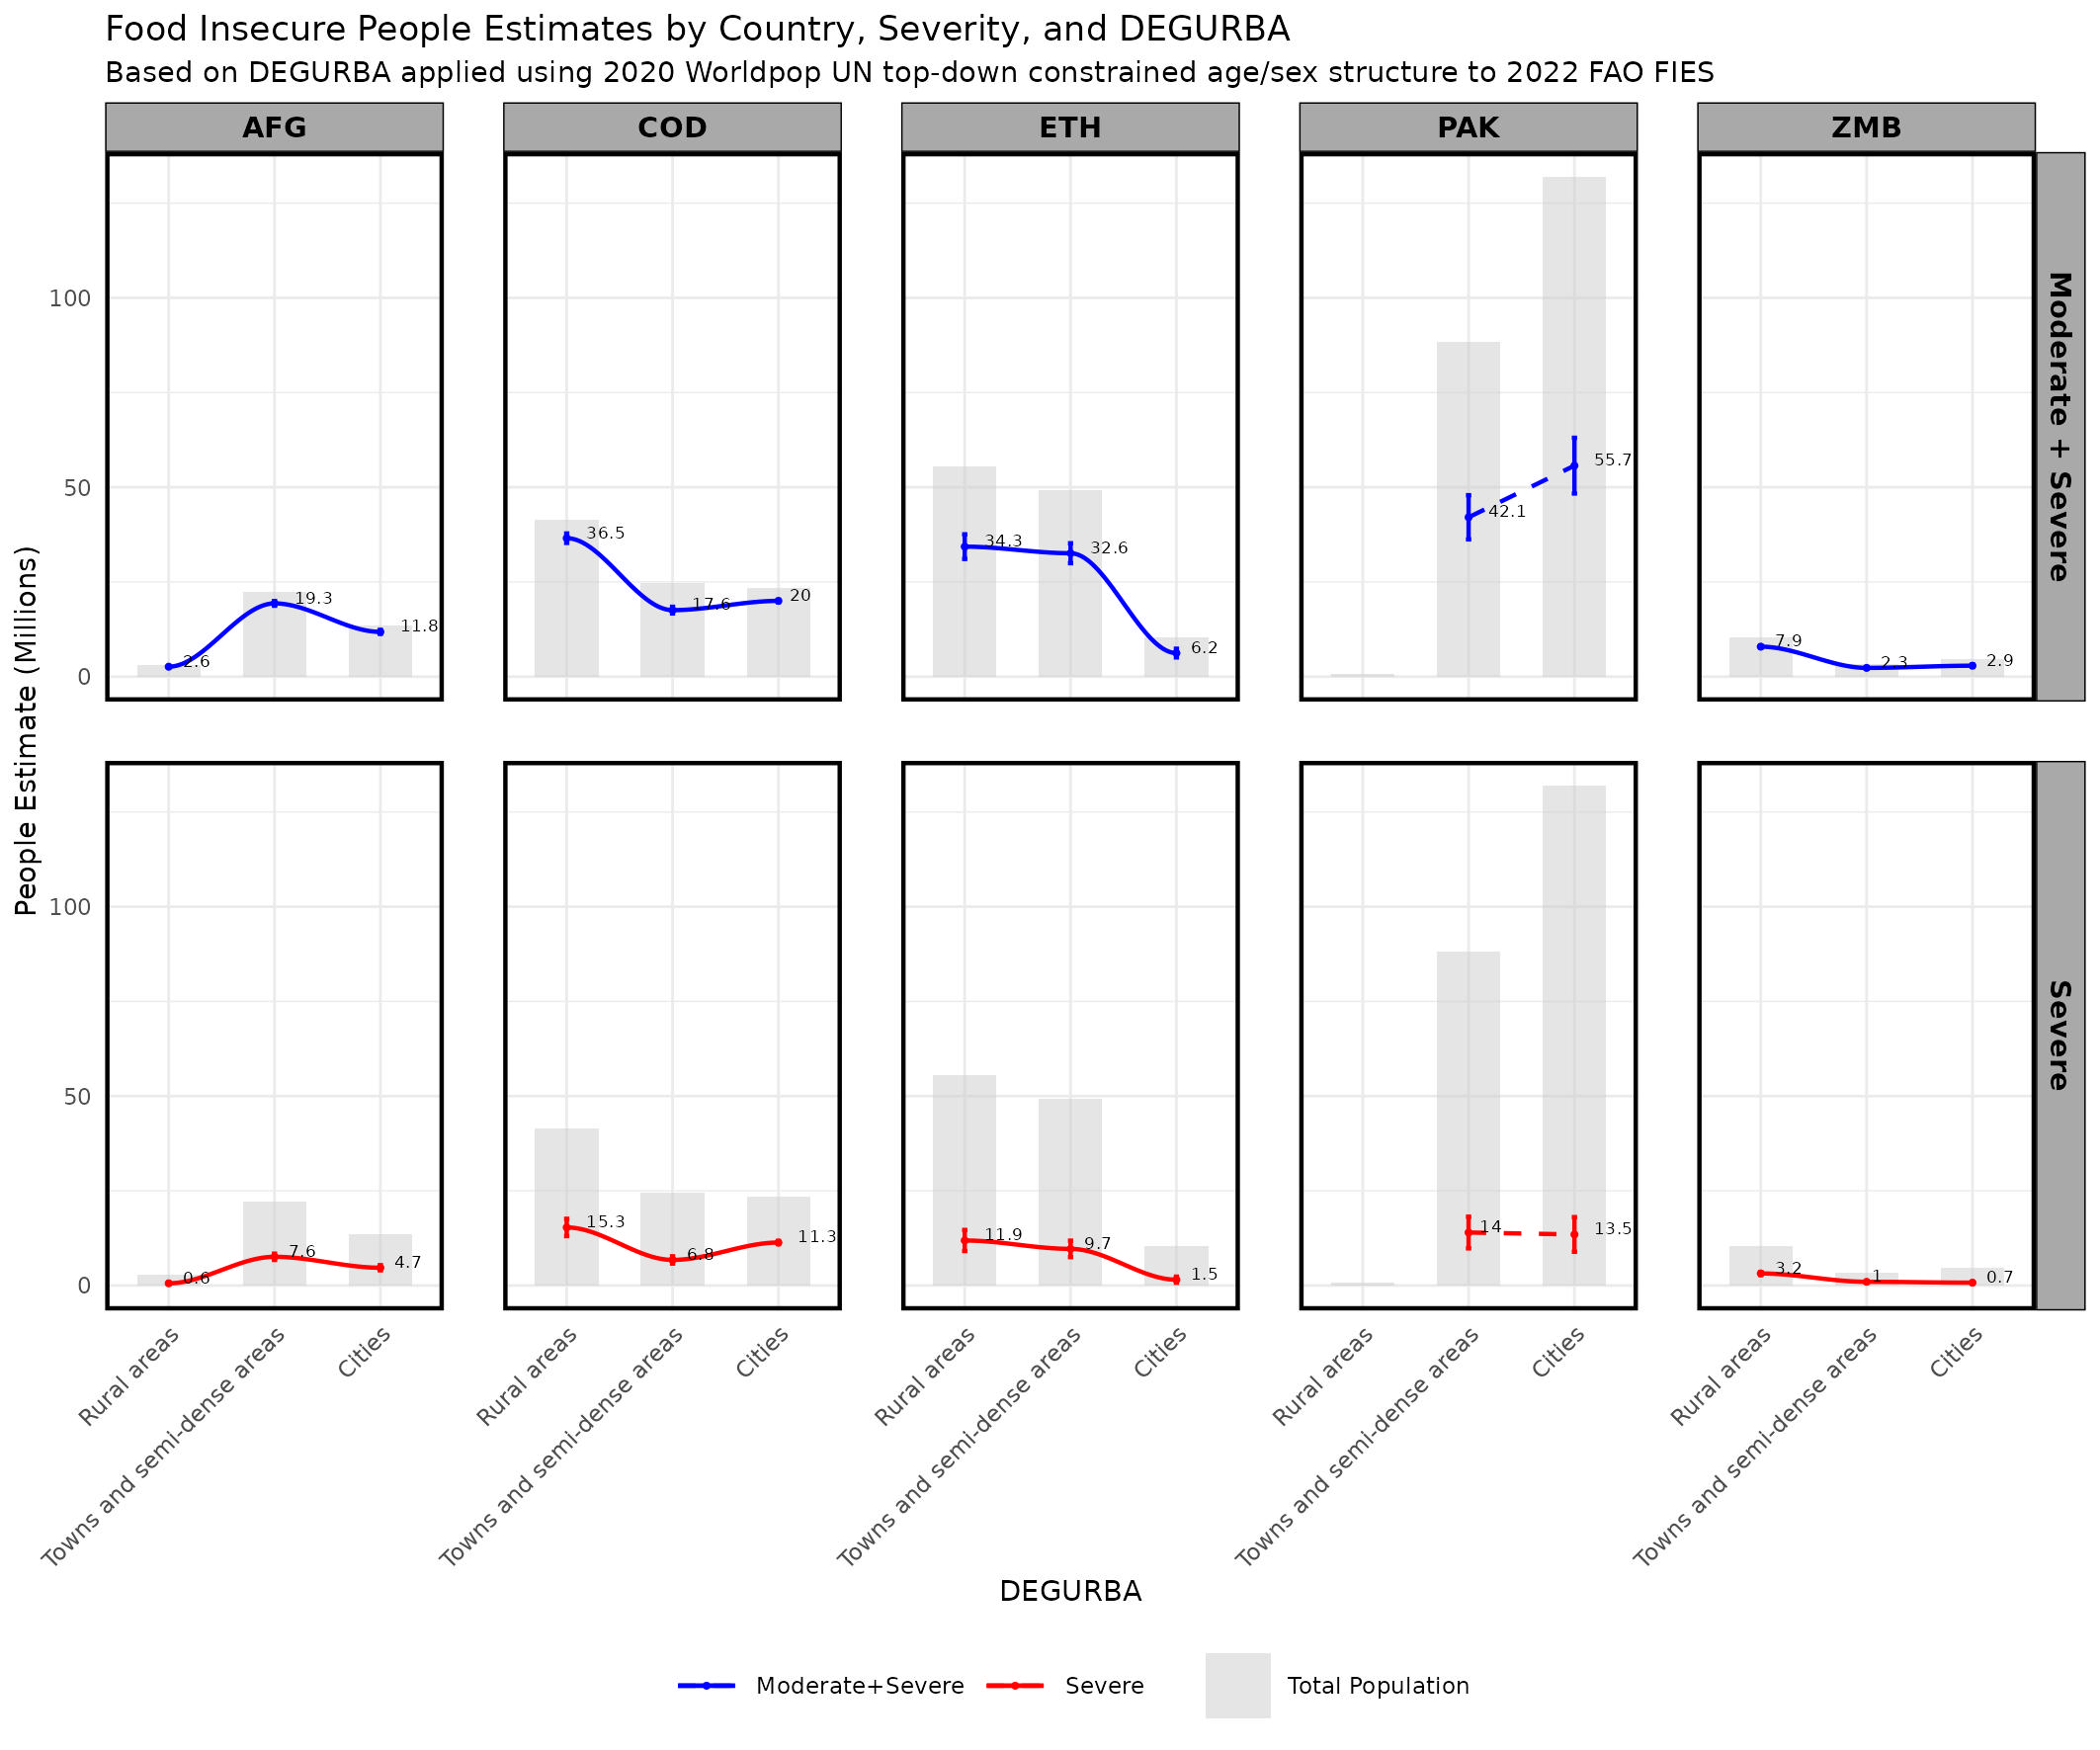 Food Insecure People Estimates by Country, Severity, and DEGURBA
Based on DEGURBA applied using 2020 Worldpop UN top-down constrained age/sex structure to 2022 FAO FIES
AFG
COD
ETH
PAK
ZMB
People Estimate (Millions)
100
50
0
2.6
19.3
11.8
36.5
17.6
20
34.3
32.6
6.2
42.1
55.7
7.9
2.3
2.9
Moderate + Severe
100
50
0
0.6
7.6
4.7
15.3
6.8
11.3
11.9
9.7
1.5
14
13.5
3.2
1
0.7
Severe
Rural areas
Towns and semi-dense areas
Cities
Rural areas
Towns and semi-dense areas
Cities
Rural areas
Towns and semi-dense areas
Cities
Rural areas
Towns and semi-dense areas
Cities
Rural areas
Towns and semi-dense areas
Cities
DEGURBA
Moderate+Severe
Severe
Total Population